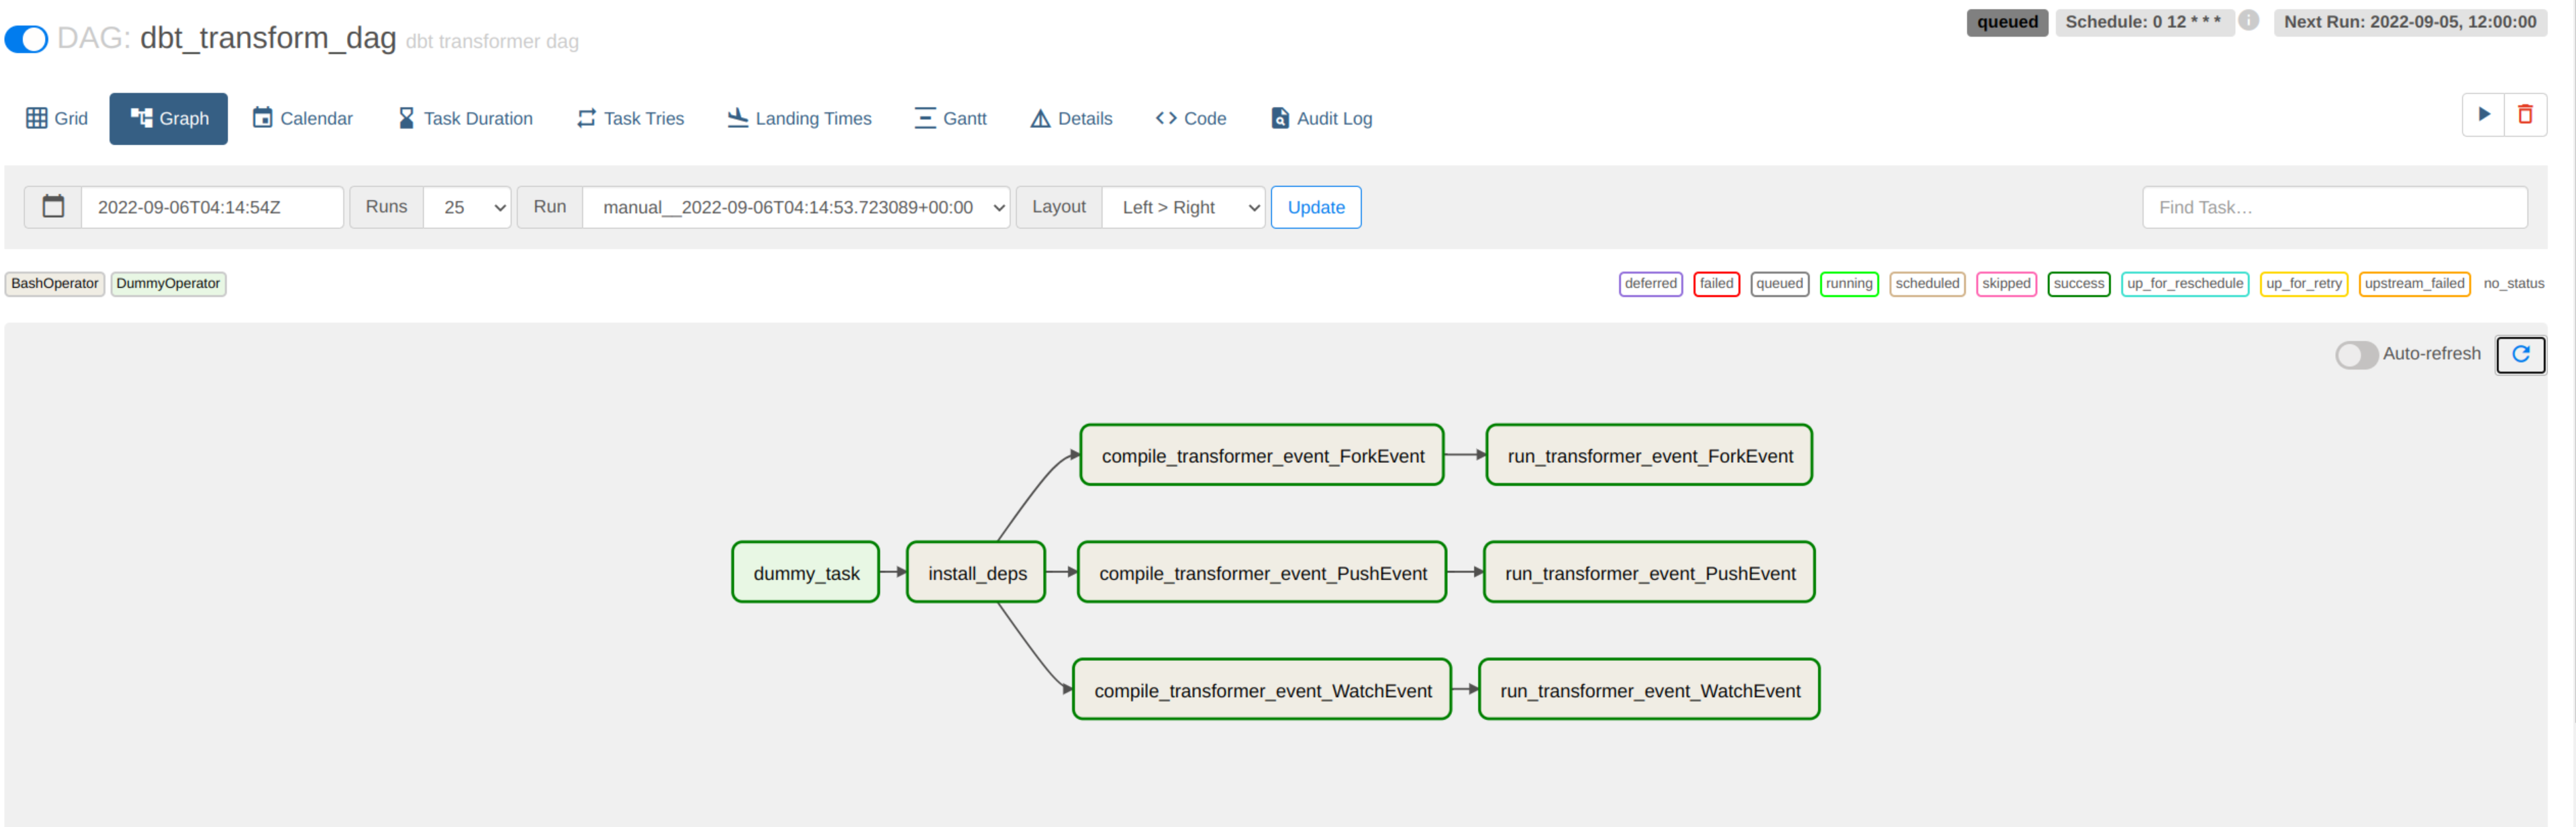 DAG: dbt_transform_dag dbt transformer dag
queued Schedule: 0 12 * * * Next Run: 2022-09-05, 12:00:00
Grid Graph Calendar Task Duration Task Tries Landing Times Gantt Details Code Audit Log
2022-09-06T04:14:54Z Runs 25 Run manual__2022-09-06T04:14:53.723089+00:00 Layout Left > Right Update Find Task…
BashOperator DummyOperator
deferred failed queued running scheduled skipped success up_for_reschedule up_for_retry upstream_failed no_status
Auto-refresh
compile_transformer_event_ForkEvent run_transformer_event_ForkEvent
dummy_task install_deps compile_transformer_event_PushEvent run_transformer_event_PushEvent
compile_transformer_event_WatchEvent run_transformer_event_WatchEvent